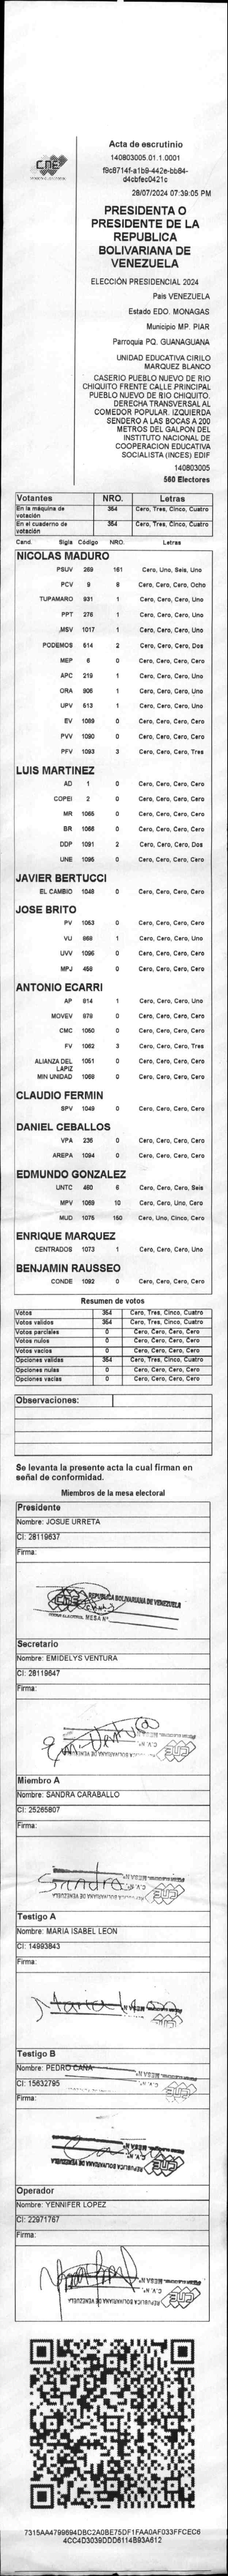 CNE
Acta de escrutinio
140803005.01.1.0001
f9c8714f-a1b9-442e-bb84-
d4cbfec0421c
28/07/2024 07:39:05 PM
PRESIDENTA O
PRESIDENTE DE LA
REPUBLICA
BOLIVARIANA DE
VENEZUELA
ELECCIÓN PRESIDENCIAL 2024
País VENEZUELA
Estado EDO. MONAGAS
Municipio MP. PIAR
Parroquia PQ. GUANAGUANA
UNIDAD EDUCATIVA CIRILO
MARQUEZ BLANCO
CASERIO PUEBLO NUEVO DE RIO
CHIQUITO FRENTE CALLE PRINCIPAL
PUEBLO NUEVO DE RIO CHIQUITO.
DERECHA TRANSVERSAL AL
COMEDOR POPULAR. IZQUIERDA
SENDERO A LAS BOCAS A 200
METROS DEL GALPON DEL
INSTITUTO NACIONAL DE
COOPERACION EDUCATIVA
SOCIALISTA (INCES) EDIF
140803005
560 Electores
Votantes NRO. Letras
En la máquina de votación 354 Cero, Tres, Cinco, Cuatro
En el cuaderno de votación 354 Cero, Tres, Cinco, Cuatro
Cand. Sigla Código NRO. Letras
NICOLAS MADURO
PSUV 269 161 Cero, Uno, Seis, Uno
PCV 9 8 Cero, Cero, Cero, Ocho
TUPAMARO 931 1 Cero, Cero, Cero, Uno
PPT 276 1 Cero, Cero, Cero, Uno
MSV 1017 1 Cero, Cero, Cero, Uno
PODEMOS 514 2 Cero, Cero, Cero, Dos
MEP 6 0 Cero, Cero, Cero, Cero
APC 219 1 Cero, Cero, Cero, Uno
ORA 906 1 Cero, Cero, Cero, Uno
UPV 513 1 Cero, Cero, Cero, Uno
EV 1089 0 Cero, Cero, Cero, Cero
PVV 1090 0 Cero, Cero, Cero, Cero
PFV 1093 3 Cero, Cero, Cero, Tres
LUIS MARTINEZ
AD 1 0 Cero, Cero, Cero, Cero
COPEI 2 0 Cero, Cero, Cero, Cero
MR 1065 0 Cero, Cero, Cero, Cero
BR 1066 0 Cero, Cero, Cero, Cero
DDP 1091 2 Cero, Cero, Cero, Dos
UNE 1095 0 Cero, Cero, Cero, Cero
JAVIER BERTUCCI
EL CAMBIO 1048 0 Cero, Cero, Cero, Cero
JOSE BRITO
PV 1053 0 Cero, Cero, Cero, Cero
VU 868 1 Cero, Cero, Cero, Uno
UVV 1096 0 Cero, Cero, Cero, Cero
MPJ 458 0 Cero, Cero, Cero, Cero
ANTONIO ECARRI
AP 814 1 Cero, Cero, Cero, Uno
MOVEV 978 0 Cero, Cero, Cero, Cero
CMC 1050 0 Cero, Cero, Cero, Cero
FV 1062 3 Cero, Cero, Cero, Tres
ALIANZA DEL LAPIZ 1051 0 Cero, Cero, Cero, Cero
MIN UNIDAD 1068 0 Cero, Cero, Cero, Cero
CLAUDIO FERMIN
SPV 1049 0 Cero, Cero, Cero, Cero
DANIEL CEBALLOS
VPA 236 0 Cero, Cero, Cero, Cero
AREPA 1084 0 Cero, Cero, Cero, Cero
EDMUNDO GONZALEZ
UNTC 460 6 Cero, Cero, Cero, Seis
MPV 1069 10 Cero, Cero, Uno, Cero
MUD 1075 150 Cero, Uno, Cinco, Cero
ENRIQUE MARQUEZ
CENTRADOS 1073 1 Cero, Cero, Cero, Uno
BENJAMIN RAUSSEO
CONDE 1092 0 Cero, Cero, Cero, Cero
Resumen de votos
Votos 354 Cero, Tres, Cinco, Cuatro
Votos validos 354 Cero, Tres, Cinco, Cuatro
Votos parciales 0 Cero, Cero, Cero, Cero
Votos nulos 0 Cero, Cero, Cero, Cero
Votos vacios 0 Cero, Cero, Cero, Cero
Opciones validas 354 Cero, Tres, Cinco, Cuatro
Opciones nulas 0 Cero, Cero, Cero, Cero
Opciones vacias 0 Cero, Cero, Cero, Cero
Observaciones:
Se levanta la presente acta la cual firman en
señal de conformidad.
Miembros de la mesa electoral
Presidente
Nombre: JOSUE URRETA
CI: 28119637
Firma:
REPUBLICA BOLIVARIANA DE VENEZUELA
MESA Nº
Secretario
Nombre: EMIDELYS VENTURA
CI: 28119647
Firma:
REPUBLICA BOLIVARIANA DE VENEZUELA
CNE
Miembro A
Nombre: SANDRA CARABALLO
CI: 25265807
Firma:
Sandra
REPUBLICA BOLIVARIANA DE VENEZUELA
CNE
Testigo A
Nombre: MARIA ISABEL LEON
CI: 14993843
Firma:
Maria
CNE
Testigo B
Nombre: PEDRO CANA
CI: 15632795
Firma:
REPUBLICA BOLIVARIANA DE VENEZUELA
CNE
Operador
Nombre: YENNIFER LOPEZ
CI: 22971767
Firma:
REPUBLICA BOLIVARIANA DE VENEZUELA
CNE
7315AA4799694DBC2A0BE75DF1FAA0AF033FFCEC6
4CC4D3039DDD6114B93A612